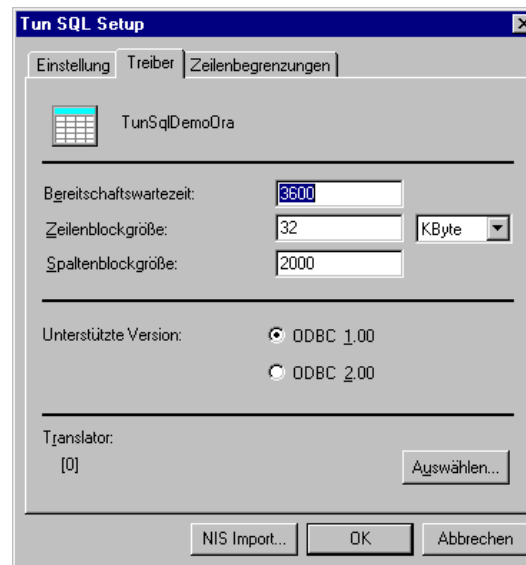 Tun SQL Setup
Einstellung Treiber Zeilenbegrenzungen
TunSqlDemoOra
Bereitschaftswartezeit: 3600
Zeilenblockgröße: 32 KByte
Spaltenblockgröße: 2000
Unterstützte Version: ODBC 1.00
ODBC 2.00
Translator:
[0]
Auswählen...
NIS Import... OK Abbrechen